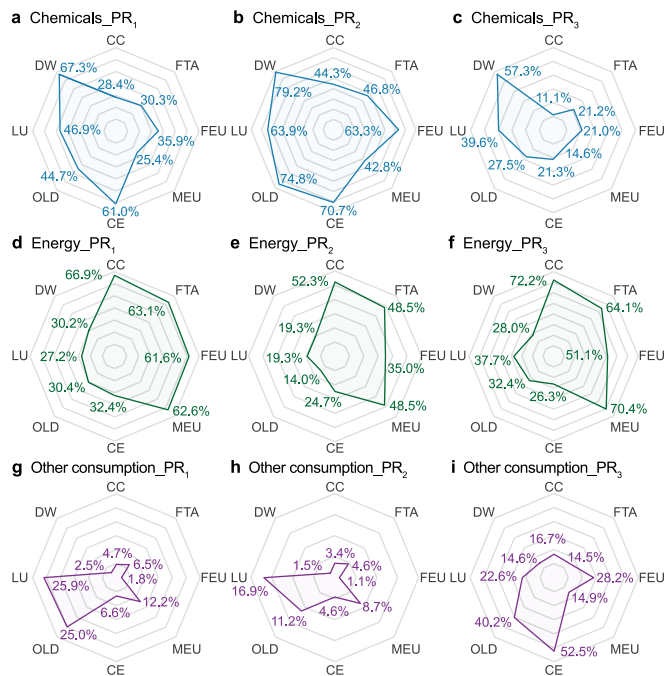 a Chemicals_PR1
CC
DW 67.3% FTA
28.4% 30.3%
LU 46.9% 35.9% FEU
25.4%
44.7%
OLD 61.0% MEU
CE
b Chemicals_PR2
CC
DW 44.3% FTA
79.2% 46.8%
LU 63.9% 63.3% FEU
42.8%
74.8%
OLD 70.7% MEU
CE
c Chemicals_PR3
CC
DW 57.3% FTA
11.1% 21.2%
LU 21.0% FEU
39.6% 14.6%
27.5% 21.3%
OLD MEU
CE
d Energy_PR1
CC
66.9%
DW FTA
63.1%
30.2%
LU 27.2% 61.6% FEU
30.4%
32.4% 62.6%
OLD MEU
CE
e Energy_PR2
CC
52.3%
DW FTA
48.5%
19.3%
LU 19.3% FEU
35.0%
14.0%
24.7% 48.5%
OLD MEU
CE
f Energy_PR3
CC
72.2%
DW FTA
64.1%
28.0%
LU 37.7% 51.1% FEU
32.4% 26.3%
70.4%
OLD MEU
CE
g Other consumption_PR1
CC
DW FTA
4.7%
2.5% 6.5%
LU 25.9% 1.8% FEU
12.2%
6.6%
25.0%
OLD MEU
CE
h Other consumption_PR2
CC
DW FTA
3.4%
1.5% 4.6%
LU 1.1% FEU
16.9% 8.7%
11.2% 4.6%
OLD MEU
CE
i Other consumption_PR3
CC
DW FTA
16.7%
14.6% 14.5%
LU 22.6% 28.2% FEU
14.9%
40.2%
OLD 52.5% MEU
CE